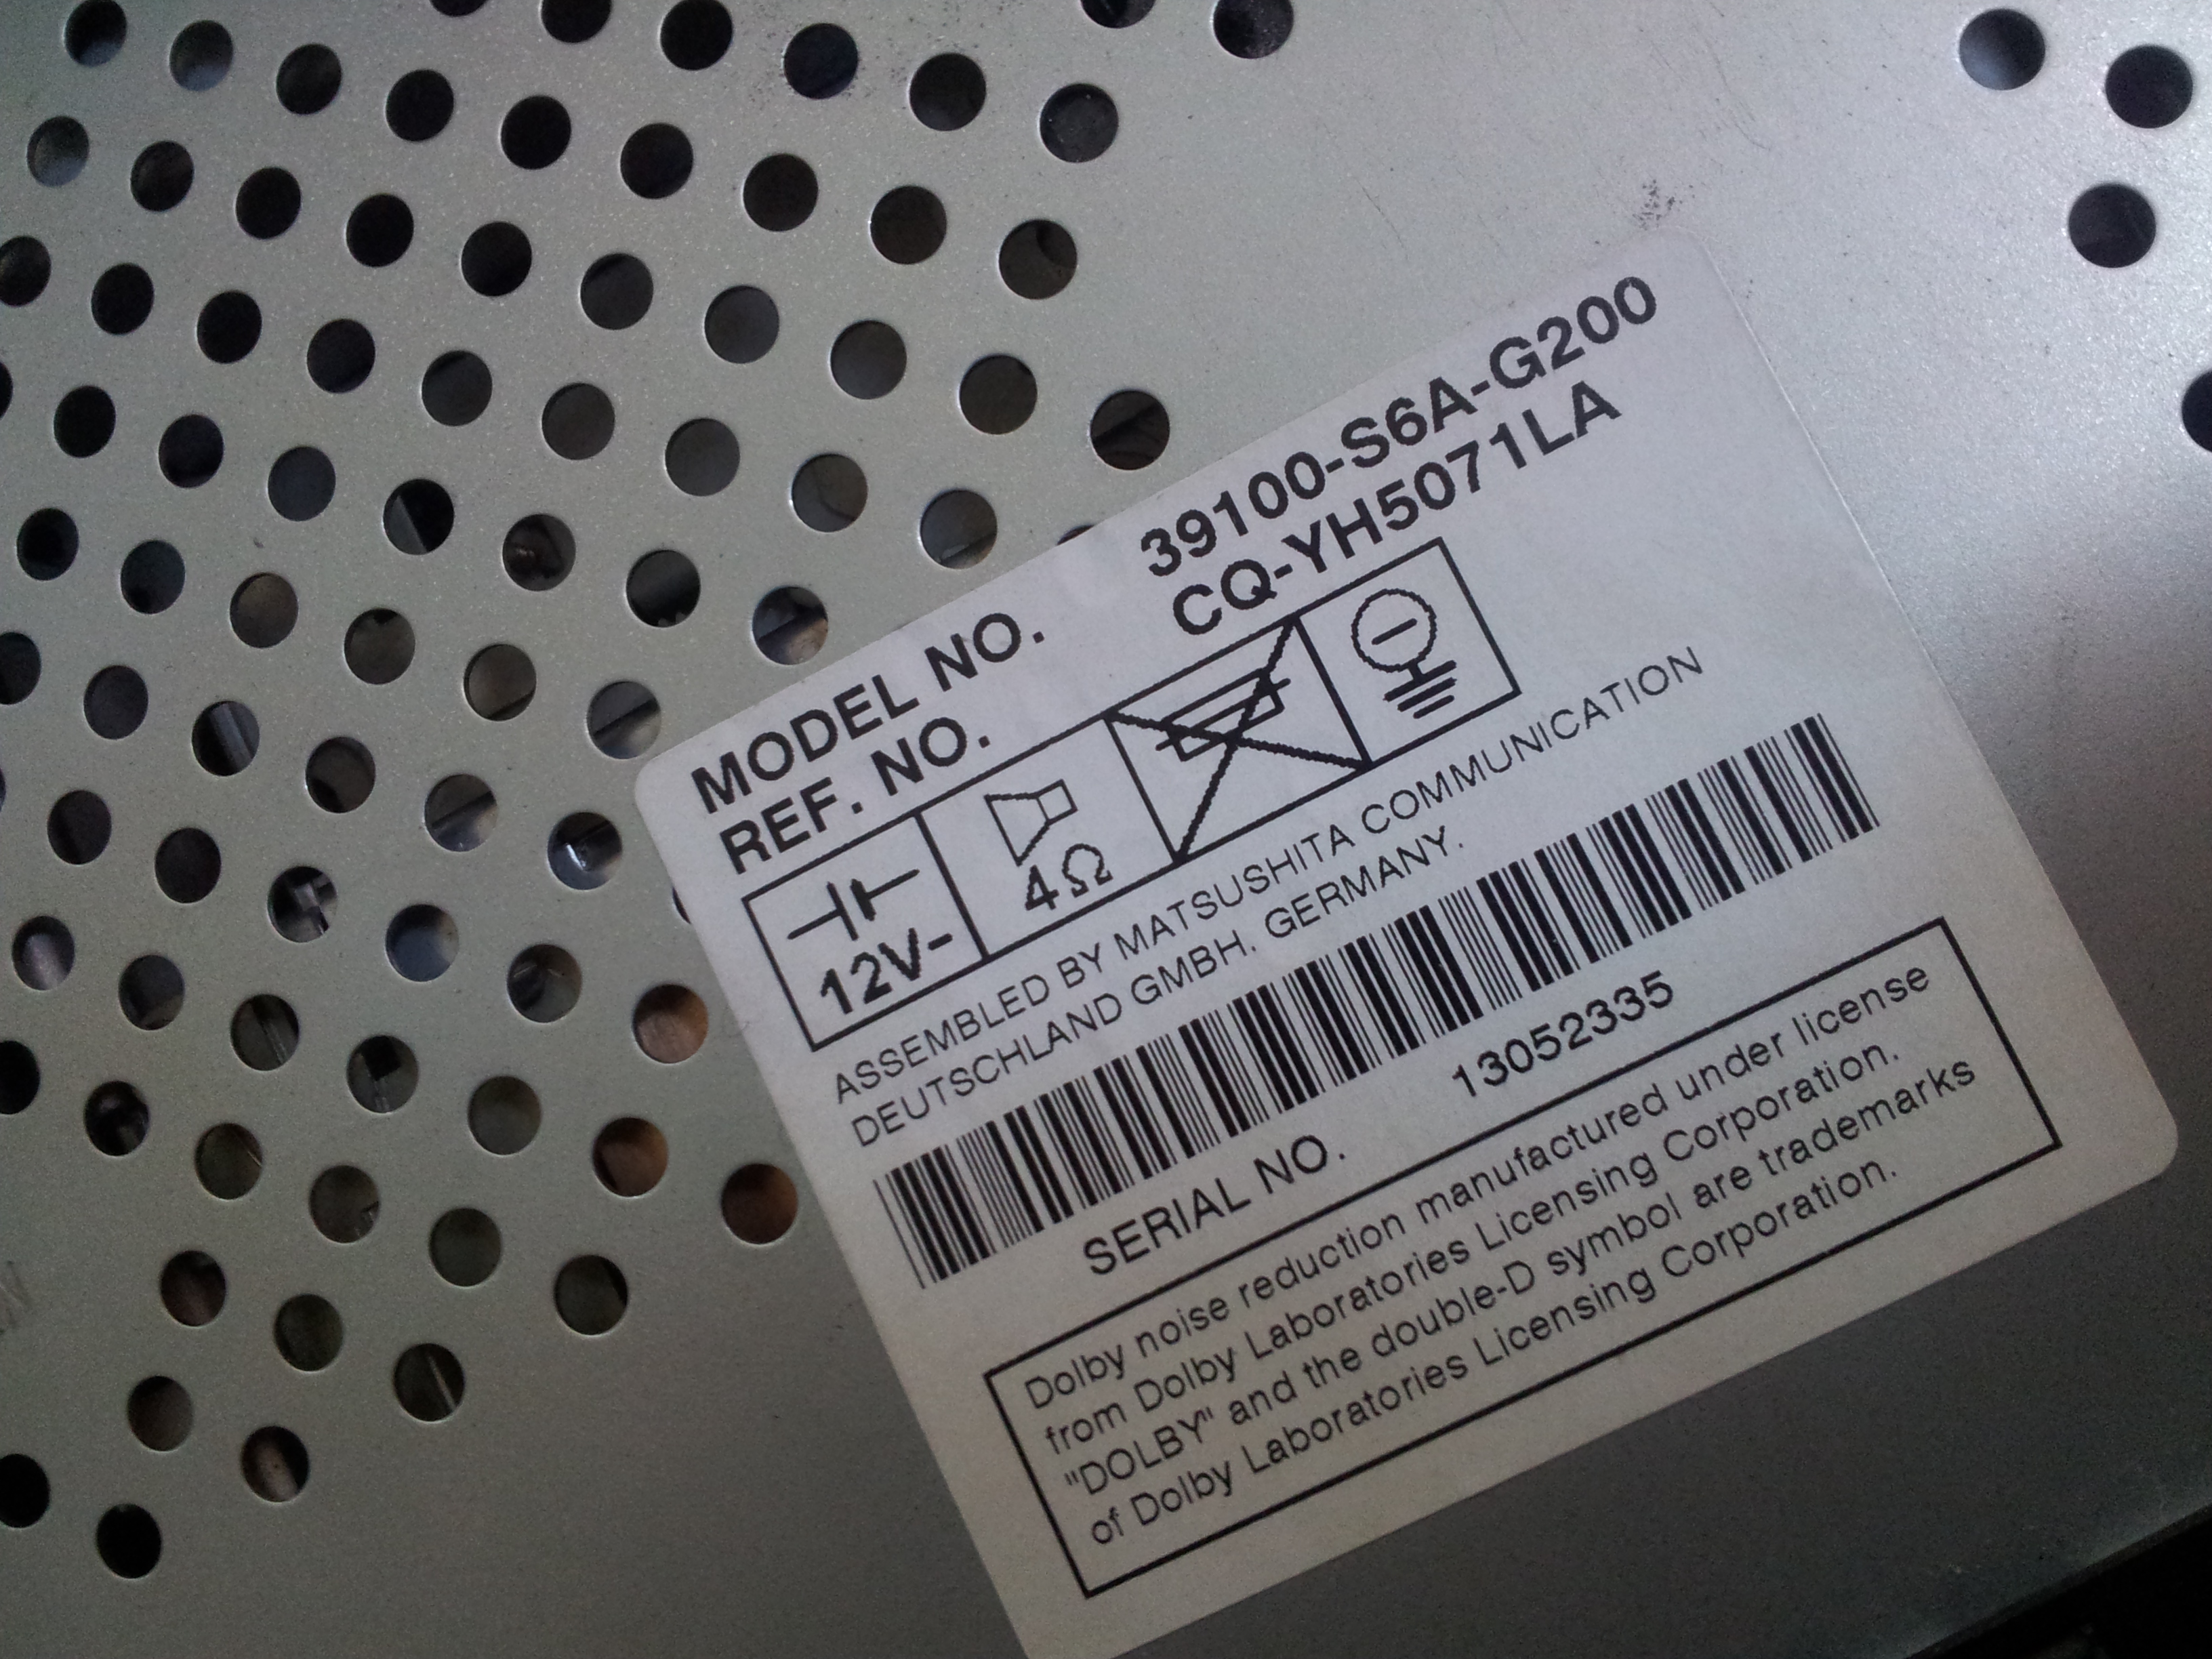 MODEL NO. 39100-S6A-G200
REF. NO. CQ-YH5071LA
12V-
4Ω
ASSEMBLED BY MATSUSHITA COMMUNICATION
DEUTSCHLAND GMBH. GERMANY.
SERIAL NO. 13052335
Dolby noise reduction manufactured under license
from Dolby Laboratories Licensing Corporation.
"DOLBY" and the double-D symbol are trademarks
of Dolby Laboratories Licensing Corporation.